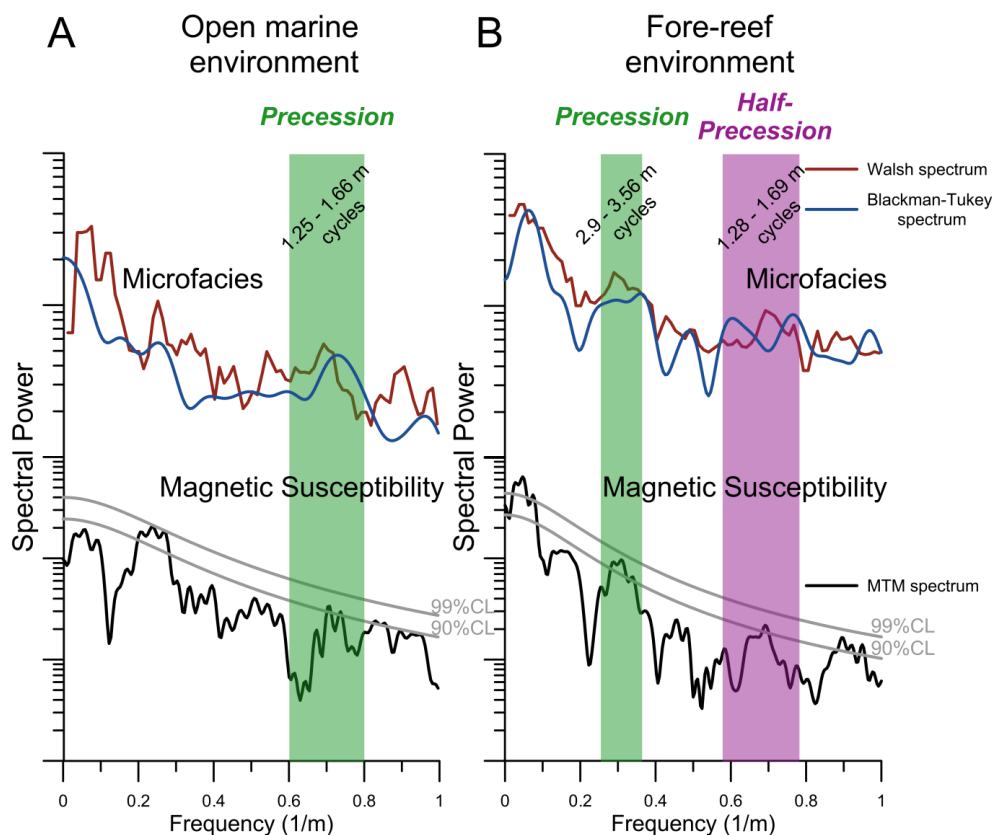 A
Open marine
environment
Precession
1.25 - 1.66 m
cycles
Microfacies
Magnetic Susceptibility
99%CL
90%CL
Spectral Power
0
0.2
0.4
0.6
0.8
1
Frequency (1/m)
B
Fore-reef
environment
Precession
Half-
Precession
2.9 - 3.56 m
cycles
1.28 - 1.69 m
cycles
Walsh spectrum
Blackman-Tukey
spectrum
Microfacies
Magnetic Susceptibility
MTM spectrum
99%CL
90%CL
Spectral Power
0
0.2
0.4
0.6
0.8
1
Frequency (1/m)